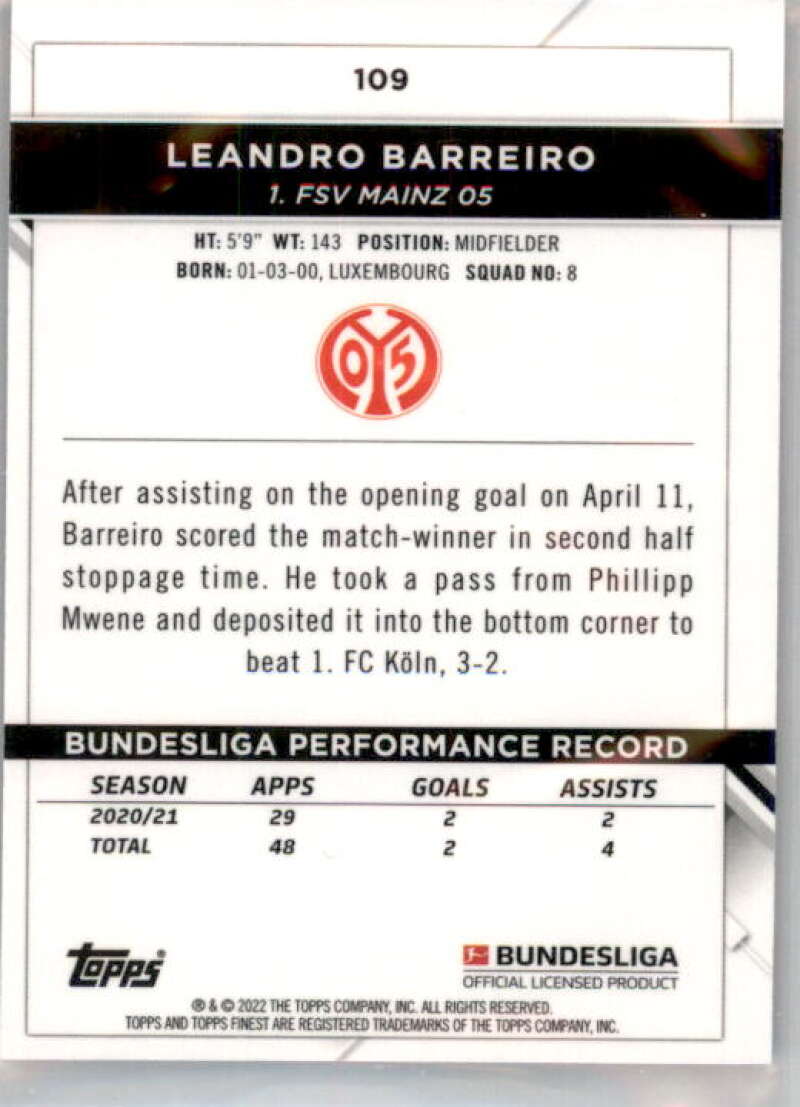 109
LEANDRO BARREIRO
1. FSV MAINZ 05
HT: 5'9" WT: 143 POSITION: MIDFIELDER
BORN: 01-03-00, LUXEMBOURG SQUAD NO: 8
05
After assisting on the opening goal on April 11,
Barreiro scored the match-winner in second half
stoppage time. He took a pass from Phillipp
Mwene and deposited it into the bottom corner to
beat 1. FC Köln, 3-2.
BUNDESLIGA PERFORMANCE RECORD
SEASON APPS GOALS ASSISTS
2020/21 29 2 2
TOTAL 48 2 4
Topps® BUNDESLIGA
OFFICIAL LICENSED PRODUCT
® & © 2022 THE TOPPS COMPANY, INC. ALL RIGHTS RESERVED.
TOPPS AND TOPPS FINEST ARE REGISTERED TRADEMARKS OF THE TOPPS COMPANY, INC.